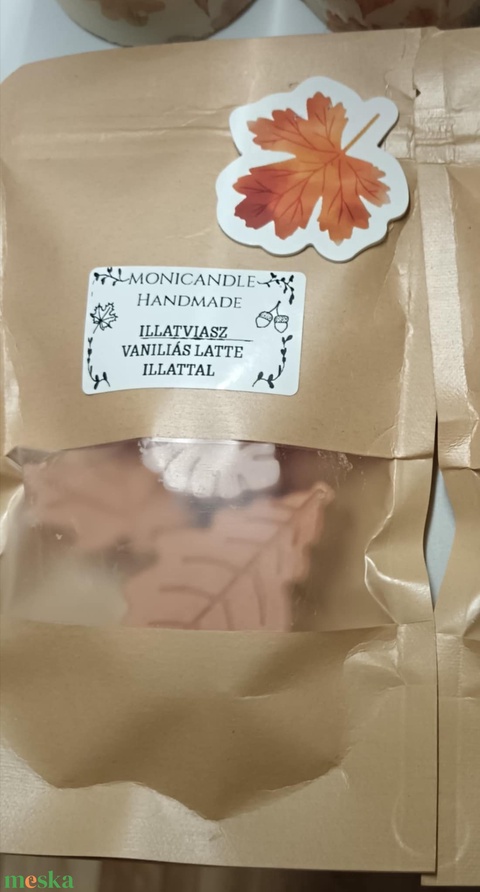 MONICANDLE
HANDMADE
ILLATVIASZ
VANILIÁS LATTE
ILLATTAL
meska